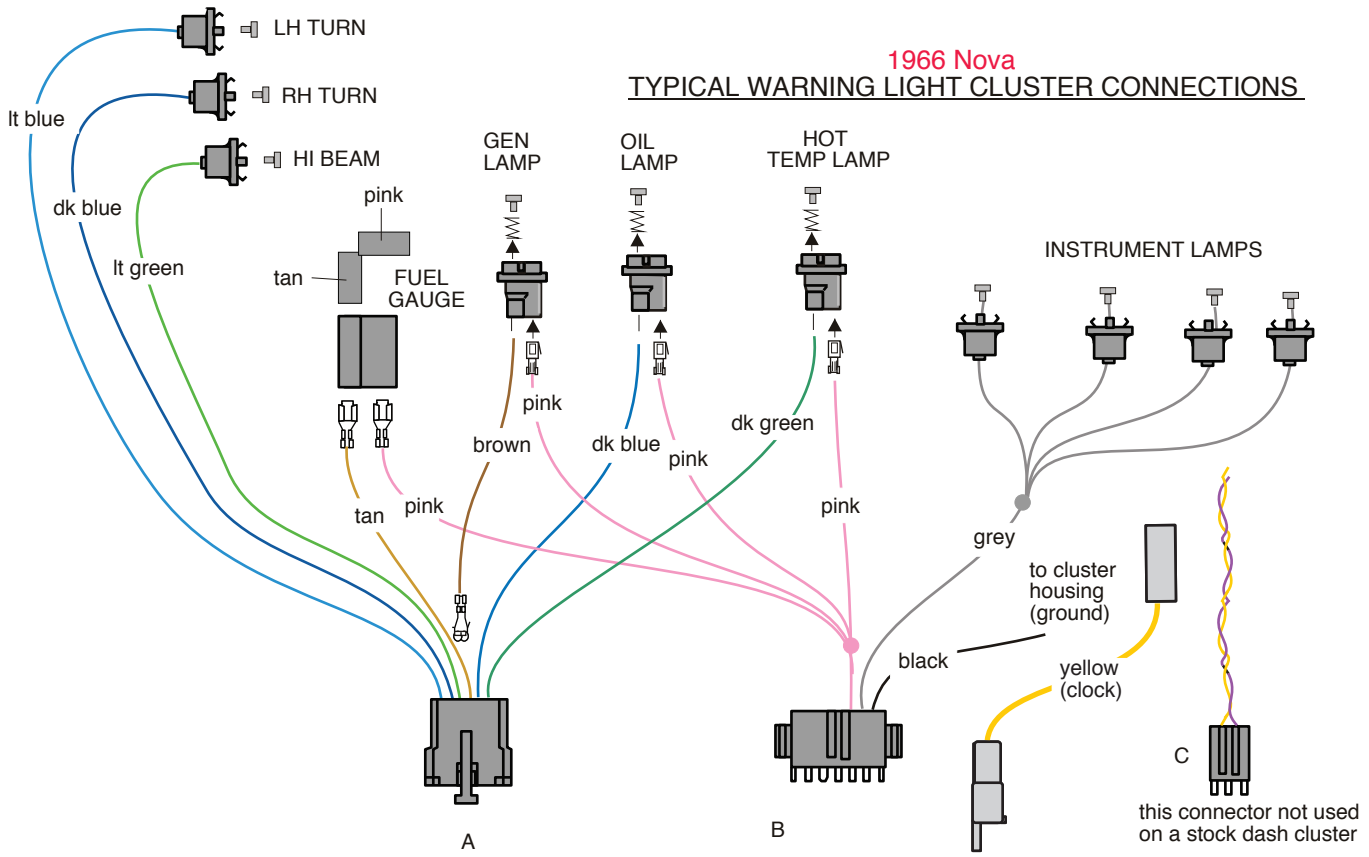 1966 Nova
TYPICAL WARNING LIGHT CLUSTER CONNECTIONS
LH TURN
RH TURN
HI BEAM
lt blue
dk blue
lt green
pink
tan
FUEL
GAUGE
GEN
LAMP
OIL
LAMP
HOT
TEMP LAMP
INSTRUMENT LAMPS
pink
brown
dk blue
pink
dk green
tan
pink
pink
grey
to cluster
housing
(ground)
black
yellow
(clock)
A
B
C
this connector not used
on a stock dash cluster